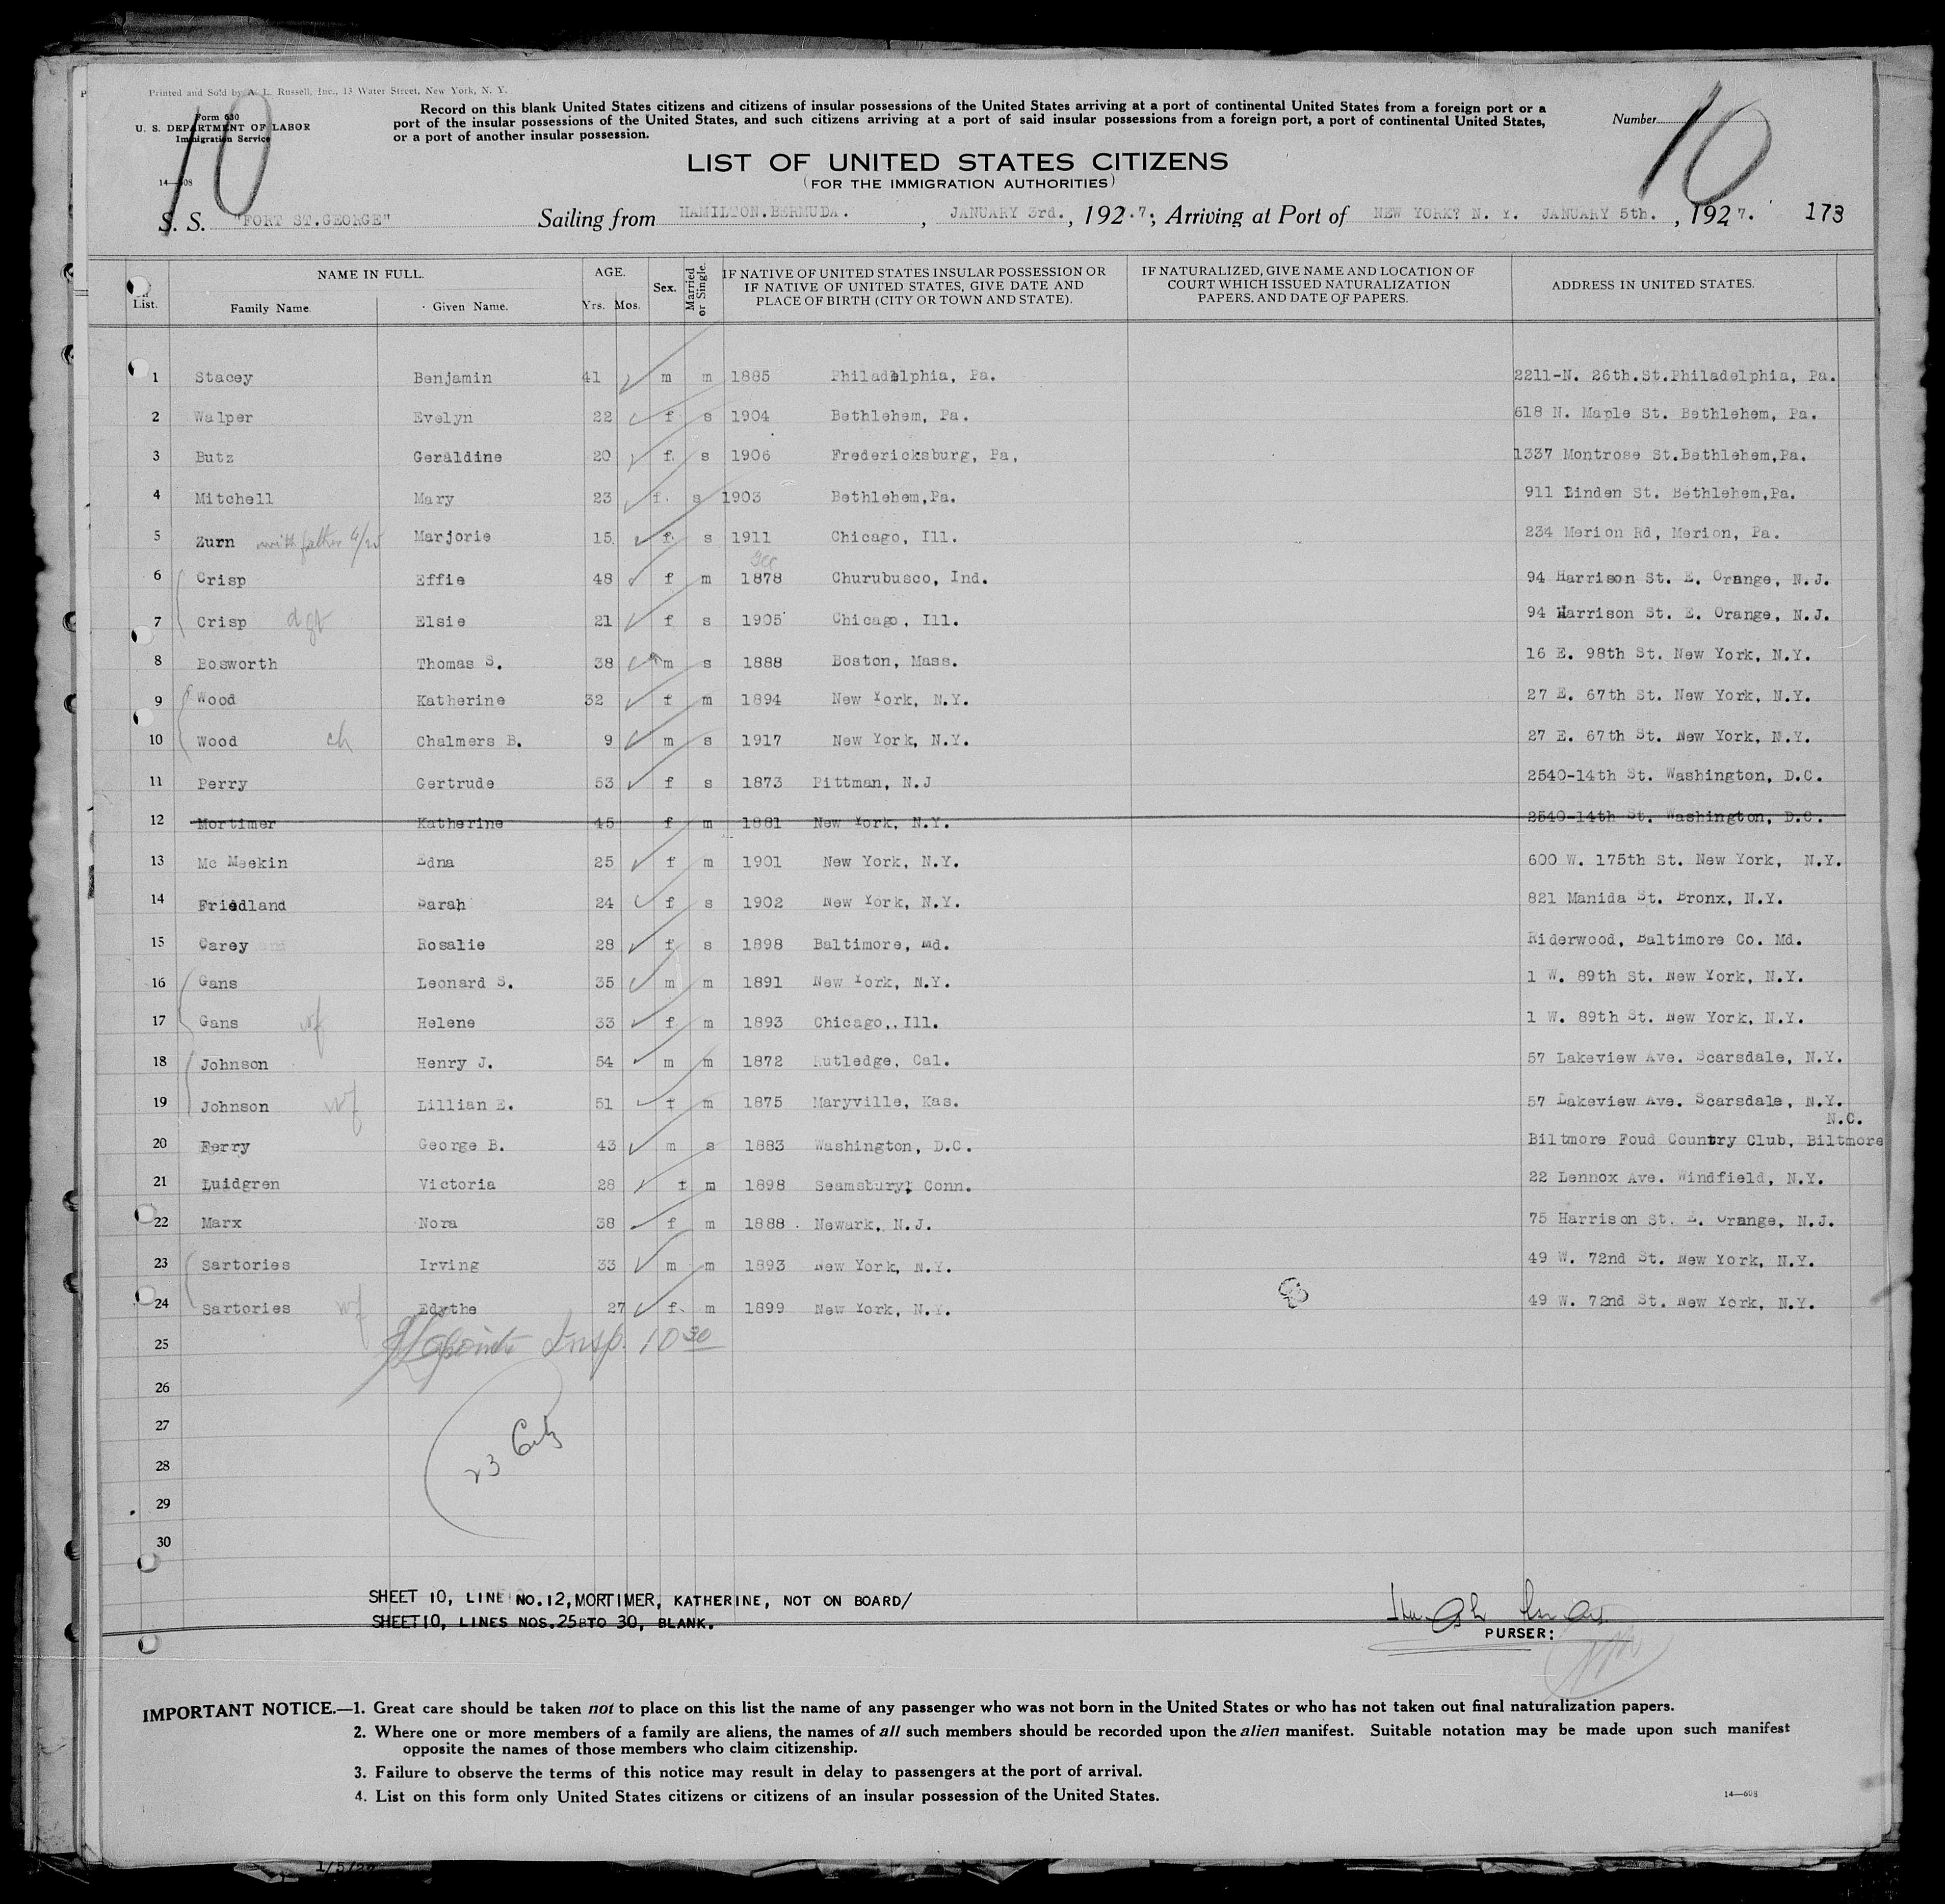 Printed and Sold by A. L. Russell, Inc., 13 Water Street, New York, N. Y.
Form 630
U. S. DEPARTMENT OF LABOR
Immigration Service
14—608
10
Record on this blank United States citizens and citizens of insular possessions of the United States arriving at a port of continental United States from a foreign port or a
port of the insular possessions of the United States, and such citizens arriving at a port of said insular possessions from a foreign port, a port of continental United States,
or a port of another insular possession.
Number 10
LIST OF UNITED STATES CITIZENS
(FOR THE IMMIGRATION AUTHORITIES)
S. S. "FORT ST.GEORGE" Sailing from HAMILTON.BERMUDA. , JANUARY 3rd. , 192.7; Arriving at Port of NEW YORK? N. Y. JANUARY 5th. , 1927. 173
List. NAME IN FULL. AGE. Sex. Married or Single. IF NATIVE OF UNITED STATES INSULAR POSSESSION OR IF NATIVE OF UNITED STATES, GIVE DATE AND PLACE OF BIRTH (CITY OR TOWN AND STATE). IF NATURALIZED, GIVE NAME AND LOCATION OF COURT WHICH ISSUED NATURALIZATION PAPERS, AND DATE OF PAPERS. ADDRESS IN UNITED STATES.
Family Name. Given Name. Yrs. Mos.
1 Stacey Benjamin 41 m m 1885 Philadelphia, Pa. 2211-N. 26th.St.Philadelphia, Pa.
2 Walper Evelyn 22 f s 1904 Bethlehem, Pa. 618 N. Maple St. Bethlehem, Pa.
3 Butz Geraldine 20 f. s 1906 Fredericksburg, Pa, 1337 Montrose St.Bethlehem,Pa.
4 Mitchell Mary 23 f. s 1903 Bethlehem,Pa. 911 Linden St. Bethlehem,Pa.
5 Zurn with father Marjorie 15 f. s 1911 Chicago, Ill. 234 Merion Rd, Merion, Pa.
6 Crisp Effie 48 f m 1878 Churubusco, Ind. 94 Harrison St. E. Orange, N.J.
7 Crisp dgt Elsie 21 f s 1905 Chicago, Ill. 94 Harrison St. E. Orange, N.J.
8 Bosworth Thomas S. 38 m s 1888 Boston, Mass. 16 E. 98th St. New York, N.Y.
9 Wood Katherine 32 f m 1894 New York, N.Y. 27 E. 67th St. New York, N.Y.
10 Wood ch Chalmers B. 9 m s 1917 New York, N.Y. 27 E. 67th St. New York, N.Y.
11 Perry Gertrude 53 f s 1873 Pittman, N.J 2540-14th St. Washington, D.C.
12 Mortimer Katherine 45 f m 1881 New York, N.Y. 2540-14th St. Washington, D.C.
13 Mc Meekin Edna 25 f m 1901 New York, N.Y. 600 W. 175th St. New York, N.Y.
14 Friedland Sarah 24 f s 1902 New York, N.Y. 821 Manida St. Bronx, N.Y.
15 Carey Rosalie 28 f s 1898 Baltimore, Md. Riderwood, Baltimore Co. Md.
16 Gans Leonard S. 35 m m 1891 New York, N.Y. 1 W. 89th St. New York, N.Y.
17 Gans wf Helene 33 f m 1893 Chicago,.Ill. 1 W. 89th St. New York, N.Y.
18 Johnson Henry J. 54 m m 1872 Rutledge, Cal. 57 Lakeview Ave. Scarsdale, N.Y.
19 Johnson wf Lillian E. 51 f m 1875 Maryville, Kas. 57 Lakeview Ave. Scarsdale, N.Y.
N.C.
20 Ferry George B. 43 m s 1883 Washington, D.C. Biltmore Foud Country Club, Biltmore
21 Luidgren Victoria 28 f m 1898 Seamsbury, Conn. 22 Lennox Ave. Windfield, N.Y.
22 Marx Nora 38 f m 1888 Newark, N.J. 75 Harrison St. E. Orange, N.J.
23 Sartories Irving 33 m m 1893 New York, N.Y. 49 W. 72nd St. New York, N.Y.
24 Sartories wf Edythe 27 f. m 1899 New York, N.Y. 49 W. 72nd St. New York, N.Y.
25 Insp. 10 30
26
27
28 23 Cits
29
30
SHEET 10, LINE NO.12, MORTIMER, KATHERINE, NOT ON BOARD/
SHEET10, LINES NOS.25 TO 30, BLANK.
PURSER:
IMPORTANT NOTICE.—1. Great care should be taken not to place on this list the name of any passenger who was not born in the United States or who has not taken out final naturalization papers.
2. Where one or more members of a family are aliens, the names of all such members should be recorded upon the alien manifest. Suitable notation may be made upon such manifest
opposite the names of those members who claim citizenship.
3. Failure to observe the terms of this notice may result in delay to passengers at the port of arrival.
4. List on this form only United States citizens or citizens of an insular possession of the United States.
14—608